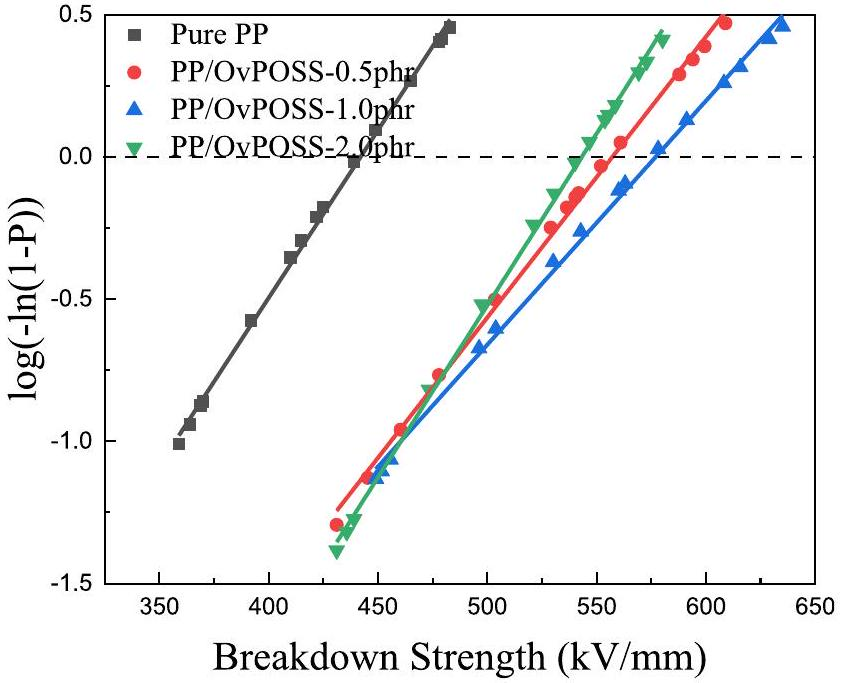 0.5
0.0
-0.5
-1.0
-1.5
log(-ln(1-P))
Pure PP
PP/OvPOSS-0.5phr
PP/OvPOSS-1.0phr
PP/OvPOSS-2.0phr
350 400 450 500 550 600 650
Breakdown Strength (kV/mm)